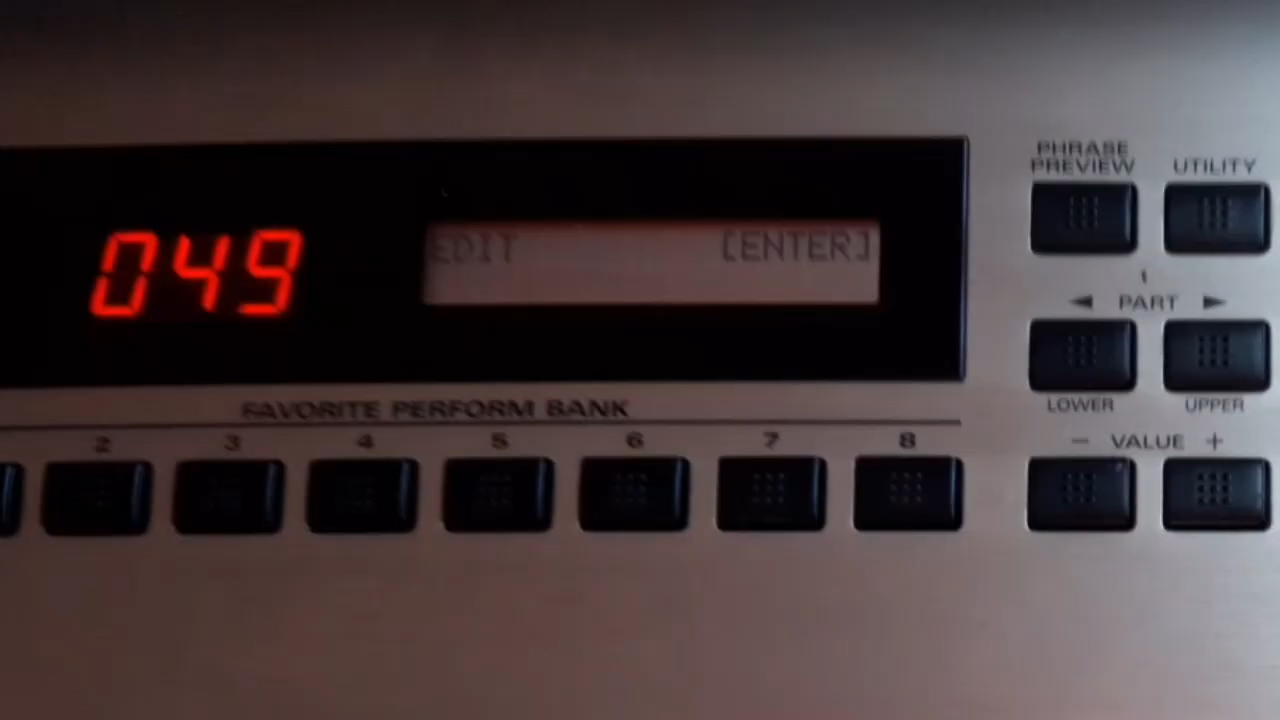 049
EDIT [ENTER]
FAVORITE PERFORM BANK
2 3 4 5 6 7 8
PHRASE
PREVIEW
UTILITY
◄ PART ►
LOWER UPPER
− VALUE +